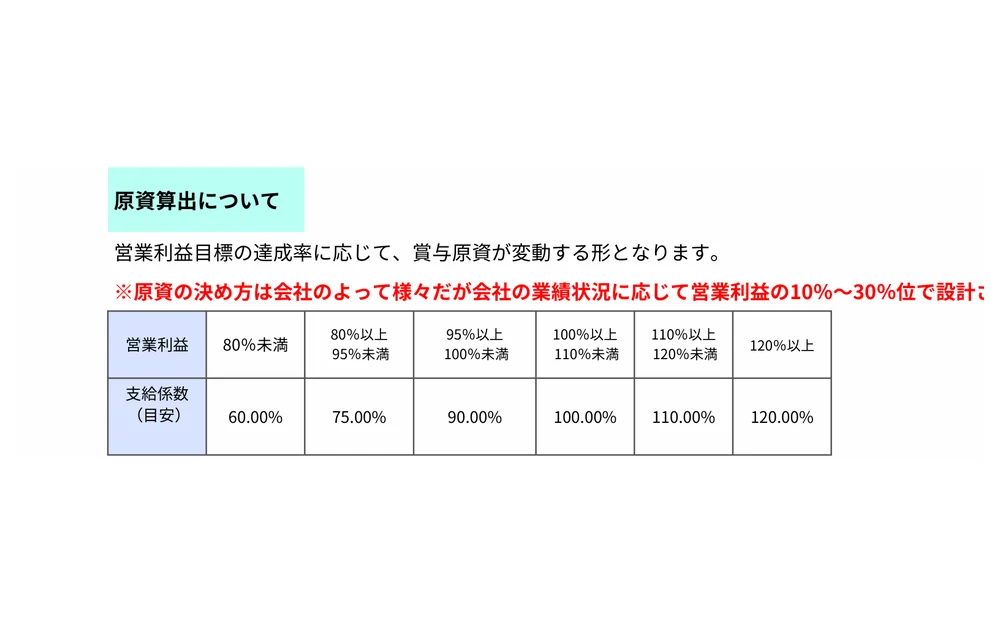 原資算出について
営業利益目標の達成率に応じて、賞与原資が変動する形となります。
※原資の決め方は会社のよって様々だが会社の業績状況に応じて営業利益の10%〜30%位で設計
営業利益 80%未満 80%以上 95%以上 100%以上 110%以上 120%以上
95%未満 100%未満 110%未満 120%未満
支給係数
（目安） 60.00% 75.00% 90.00% 100.00% 110.00% 120.00%